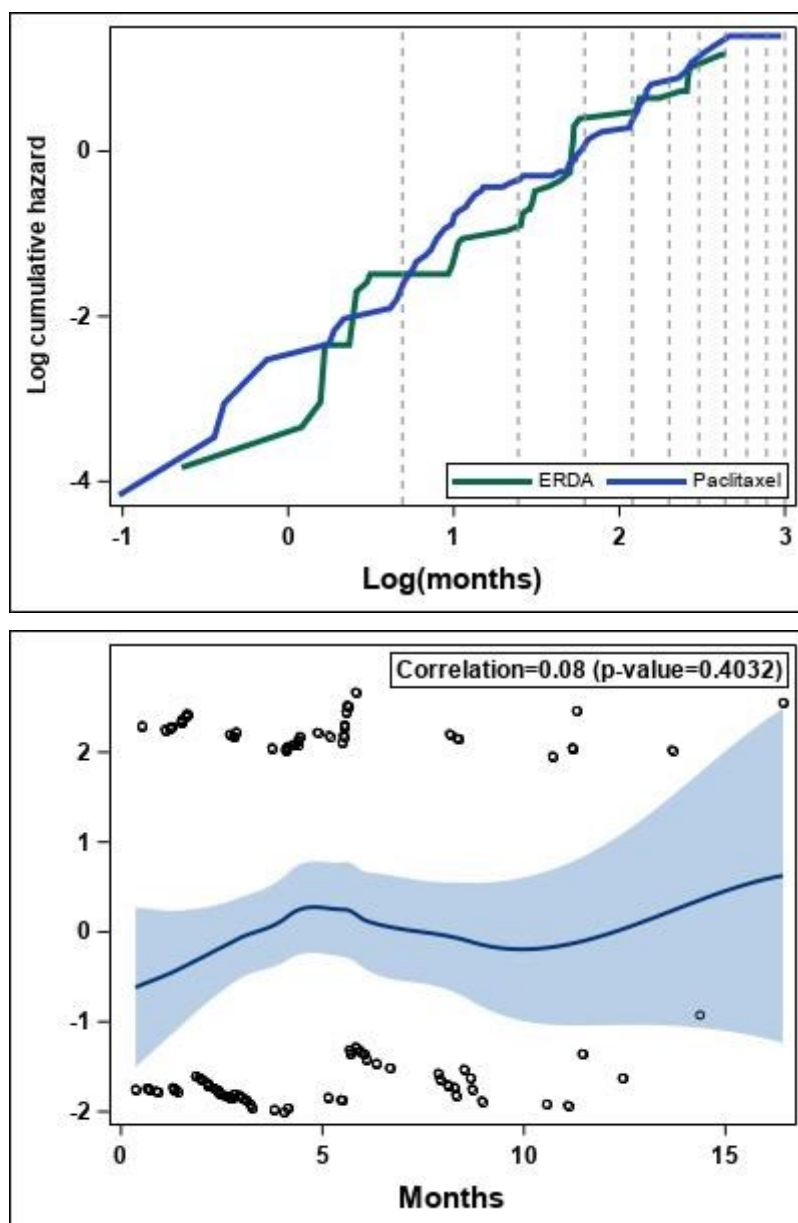 Log cumulative hazard
0
-2
-4
ERDA Paclitaxel
-1 0 1 2 3
Log(months)
Correlation=0.08 (p-value=0.4032)
2
1
0
-1
-2
0 5 10 15
Months